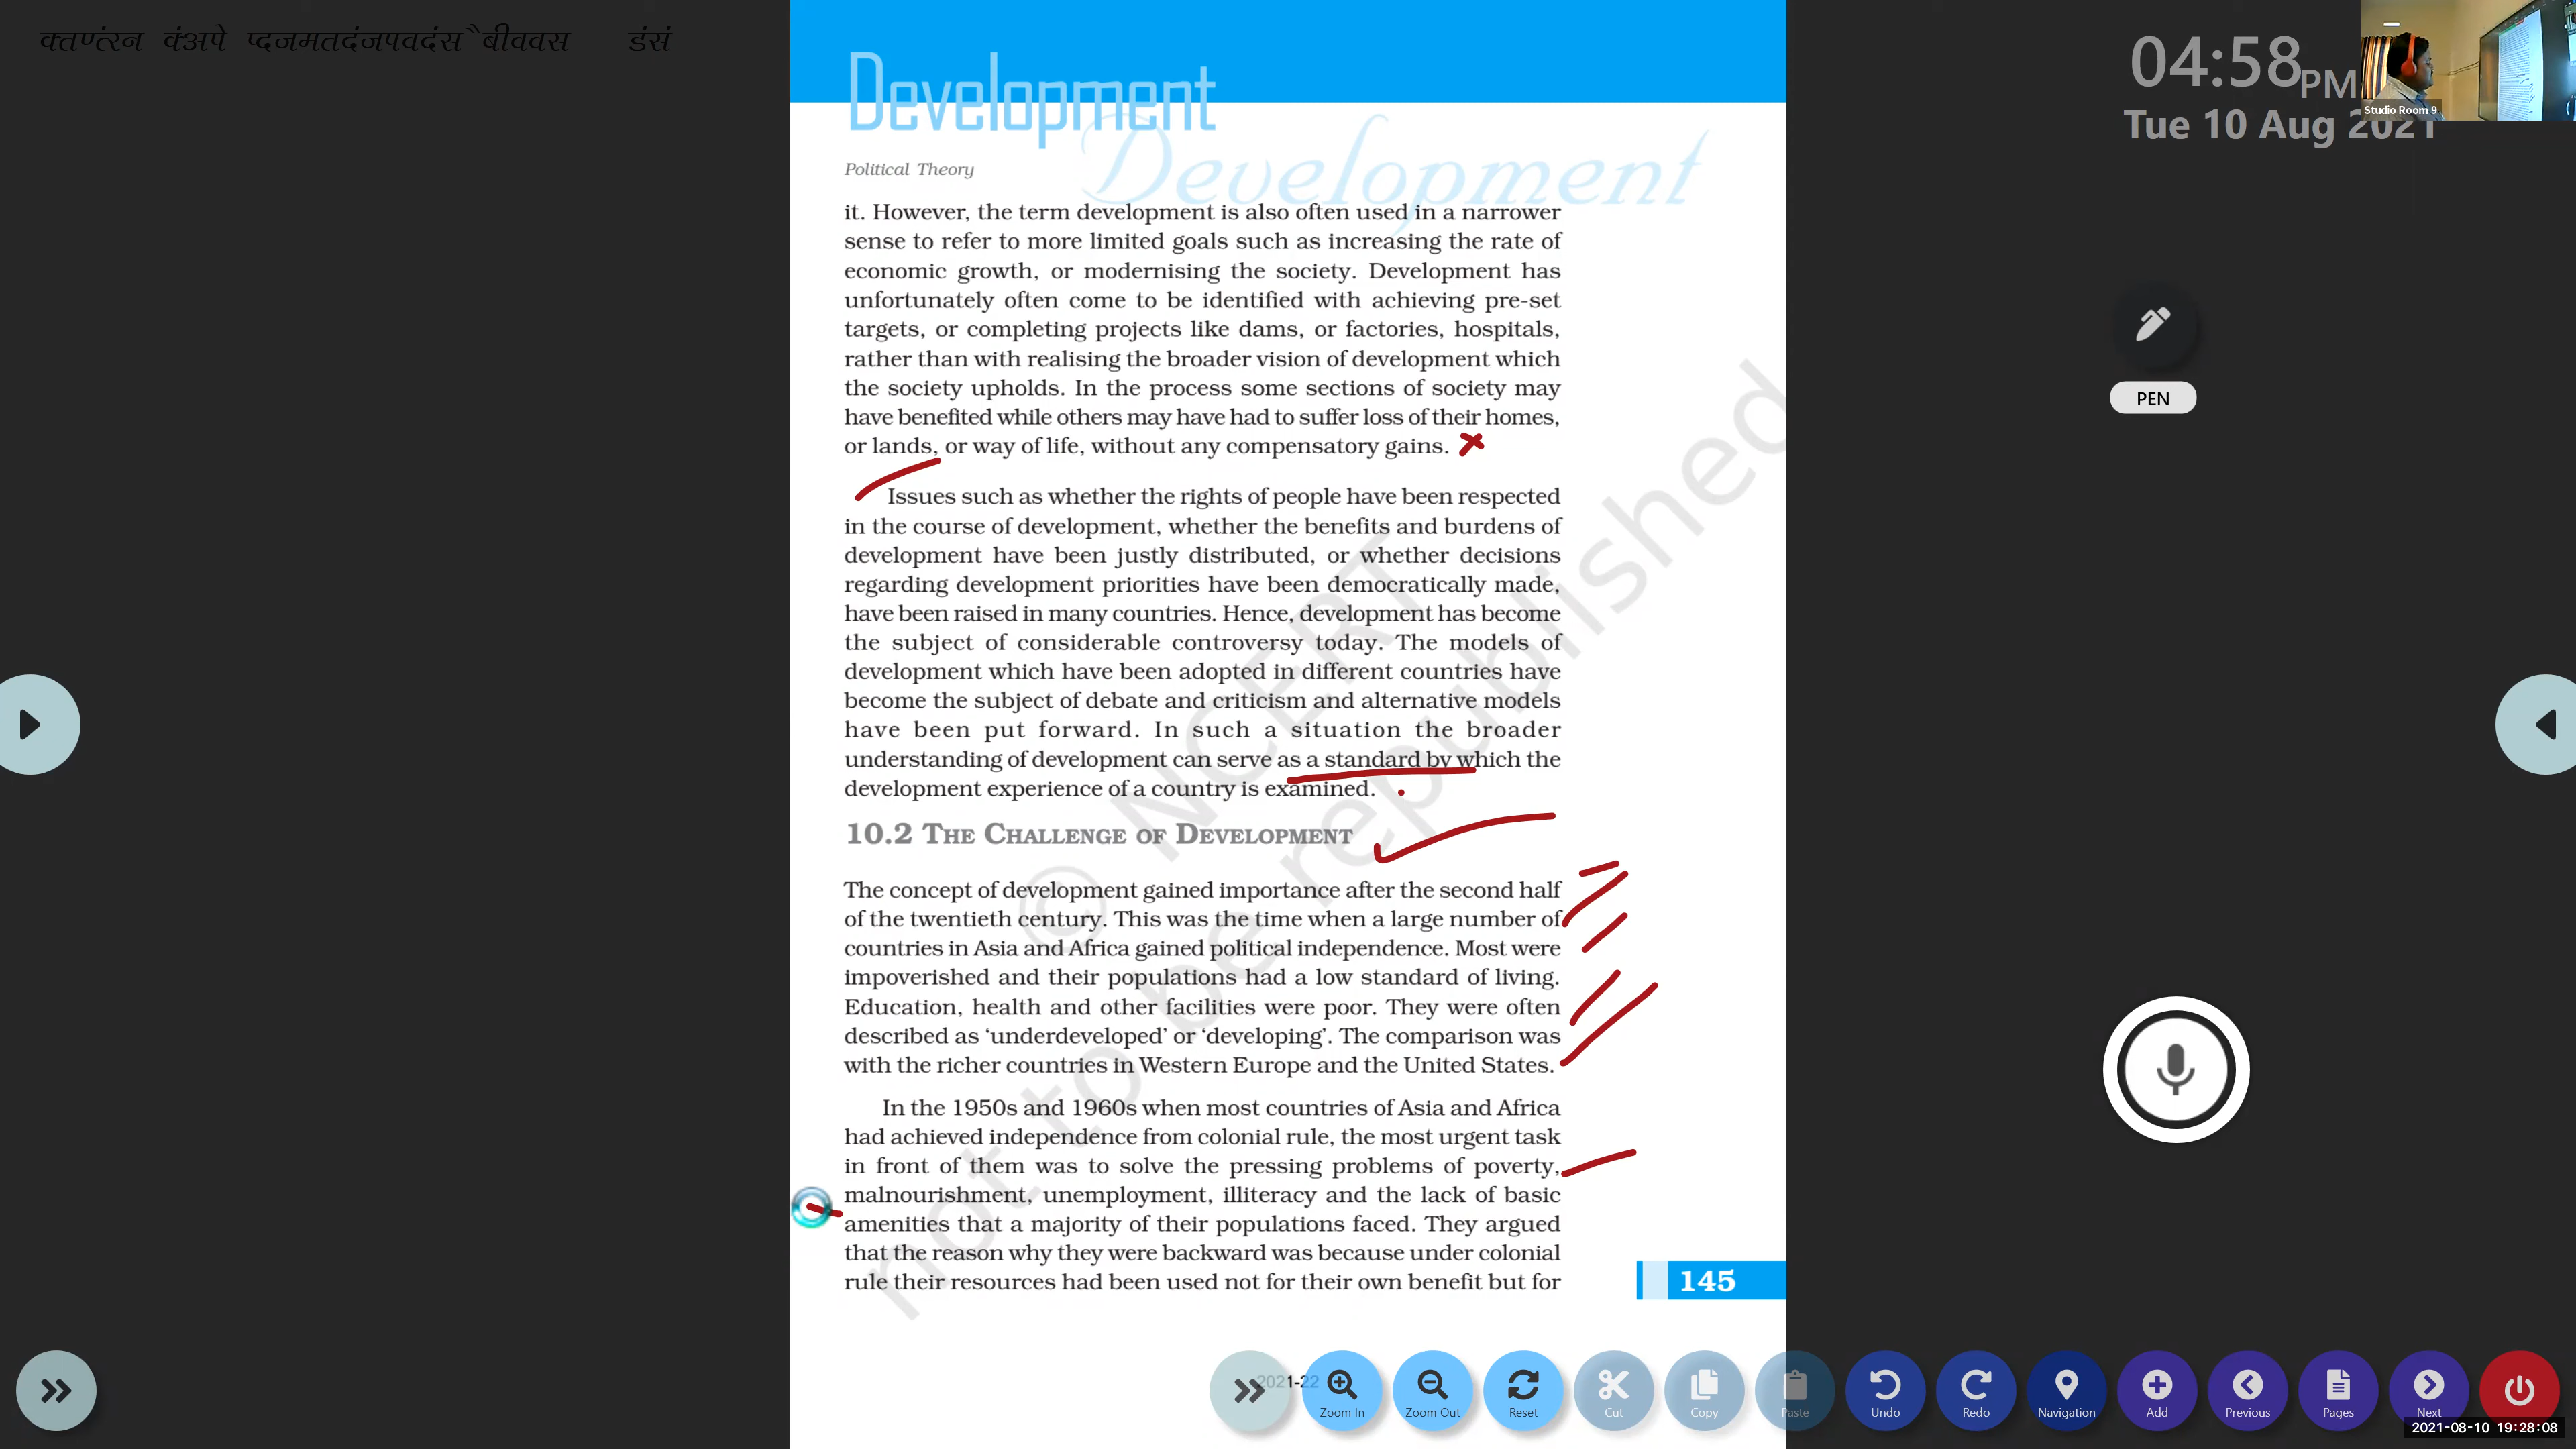 क्तण्तंरन वंअपे प्दजमतदंजपवदंस ैबीववस डंसं
04:58 PM
Tue 10 Aug 2021
Studio Room 9
Development
Development
Political Theory
it. However, the term development is also often used in a narrower
sense to refer to more limited goals such as increasing the rate of
economic growth, or modernising the society. Development has
unfortunately often come to be identified with achieving pre-set
targets, or completing projects like dams, or factories, hospitals,
rather than with realising the broader vision of development which
the society upholds. In the process some sections of society may
have benefited while others may have had to suffer loss of their homes,
or lands, or way of life, without any compensatory gains.
Issues such as whether the rights of people have been respected
in the course of development, whether the benefits and burdens of
development have been justly distributed, or whether decisions
regarding development priorities have been democratically made,
have been raised in many countries. Hence, development has become
the subject of considerable controversy today. The models of
development which have been adopted in different countries have
become the subject of debate and criticism and alternative models
have been put forward. In such a situation the broader
understanding of development can serve as a standard by which the
development experience of a country is examined.
10.2 The Challenge of Development
The concept of development gained importance after the second half
of the twentieth century. This was the time when a large number of
countries in Asia and Africa gained political independence. Most were
impoverished and their populations had a low standard of living.
Education, health and other facilities were poor. They were often
described as ‘underdeveloped’ or ‘developing’. The comparison was
with the richer countries in Western Europe and the United States.
In the 1950s and 1960s when most countries of Asia and Africa
had achieved independence from colonial rule, the most urgent task
in front of them was to solve the pressing problems of poverty,
malnourishment, unemployment, illiteracy and the lack of basic
amenities that a majority of their populations faced. They argued
that the reason why they were backward was because under colonial
rule their resources had been used not for their own benefit but for
145
© NCERT
not to be republished
PEN
2021-22
Zoom In Zoom Out Reset Cut Copy Paste Undo Redo Navigation Add Previous Pages Next
2021-08-10 19:28:08